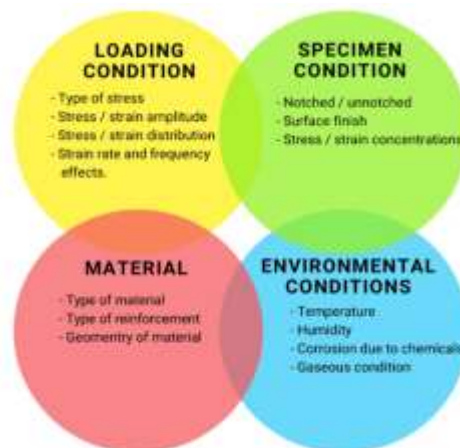 LOADING
CONDITION
- Type of stress
- Stress / strain amplitude
- Stress / strain distribution
- Strain rate and frequency
effects.
SPECIMEN
CONDITION
- Notched / unnotched
- Surface finish
- Stress / strain concentrations
MATERIAL
- Type of material
- Type of reinforcement
- Geomentry of material
ENVIRONMENTAL
CONDITIONS
- Temperature
- Humidity
- Corrosion due to chemicals
- Gaseous condition